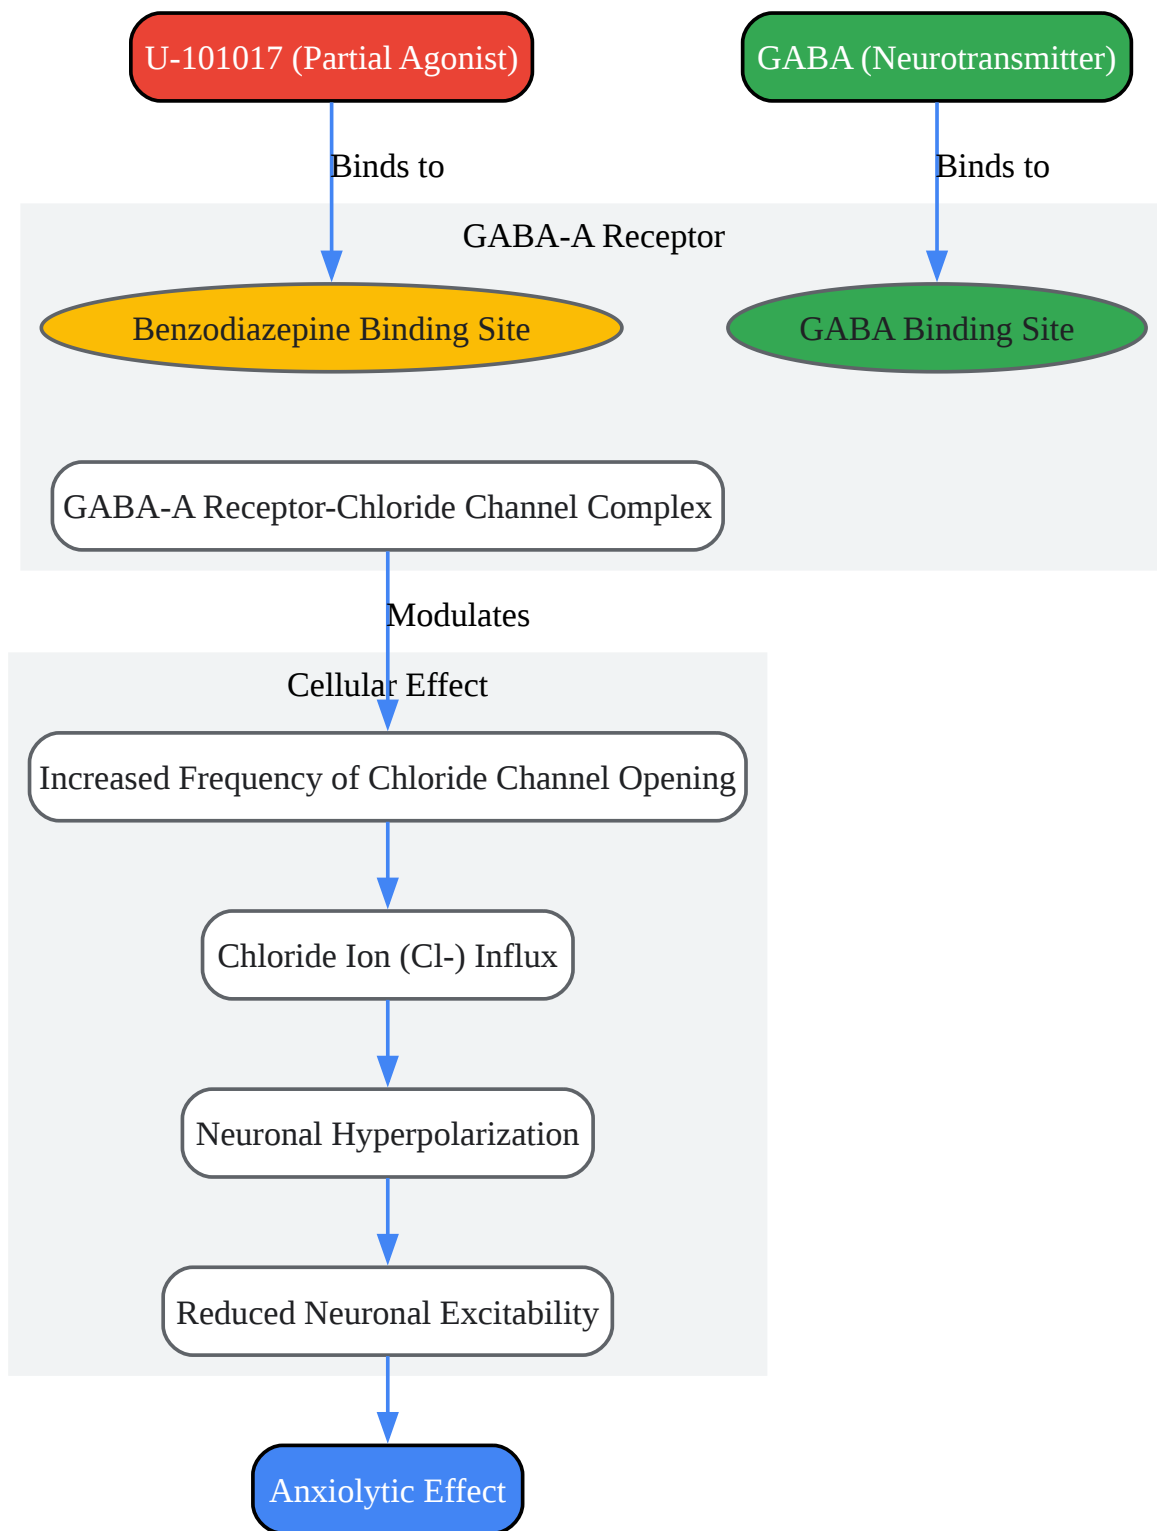 U-101017 (Partial Agonist)
GABA (Neurotransmitter)
Binds to
Binds to
GABA-A Receptor
Benzodiazepine Binding Site
GABA Binding Site
GABA-A Receptor-Chloride Channel Complex
Modulates
Cellular Effect
Increased Frequency of Chloride Channel Opening
Chloride Ion (Cl-) Influx
Neuronal Hyperpolarization
Reduced Neuronal Excitability
Anxiolytic Effect